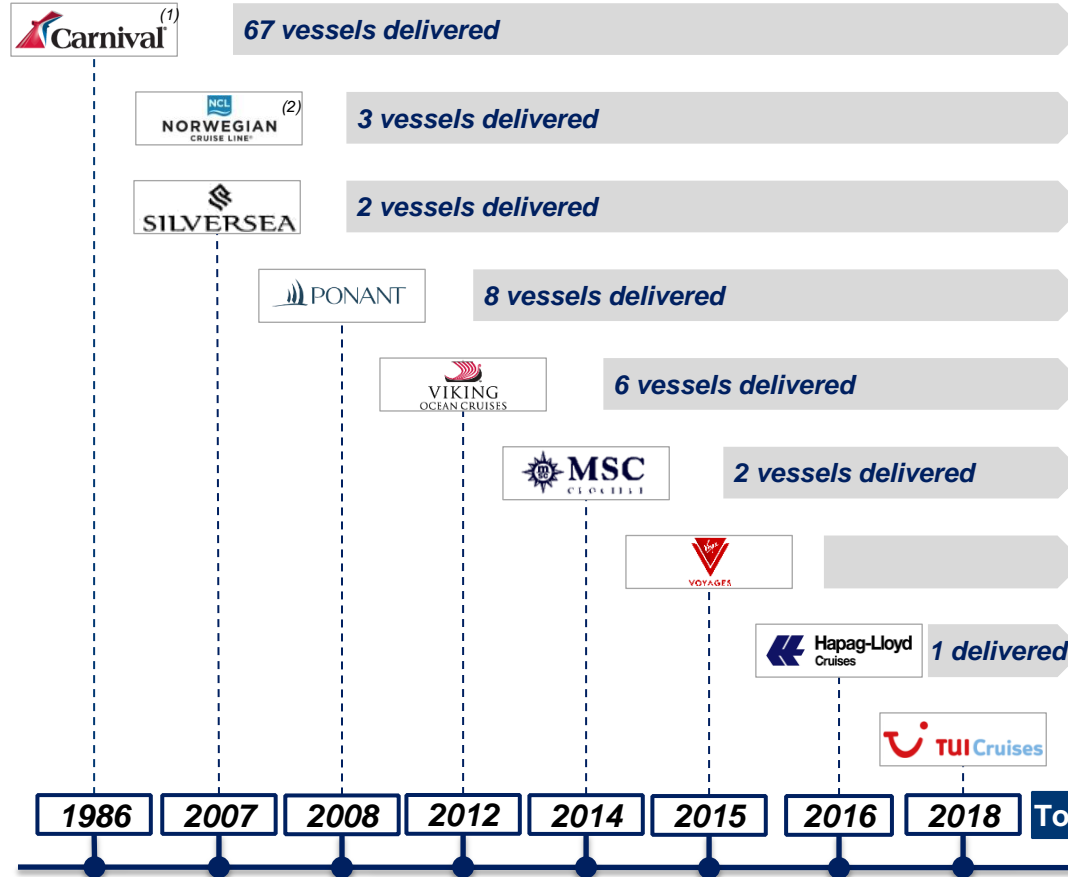 Carnival (1)
67 vessels delivered
NCL (2)
NORWEGIAN
CRUISE LINE®
3 vessels delivered
SILVERSEA
2 vessels delivered
PONANT
8 vessels delivered
VIKING
OCEAN CRUISES
6 vessels delivered
MSC
2 vessels delivered
VOYAGES
Hapag-Lloyd
Cruises
1 delivered
TUI Cruises
1986 2007 2008 2012 2014 2015 2016 2018 To